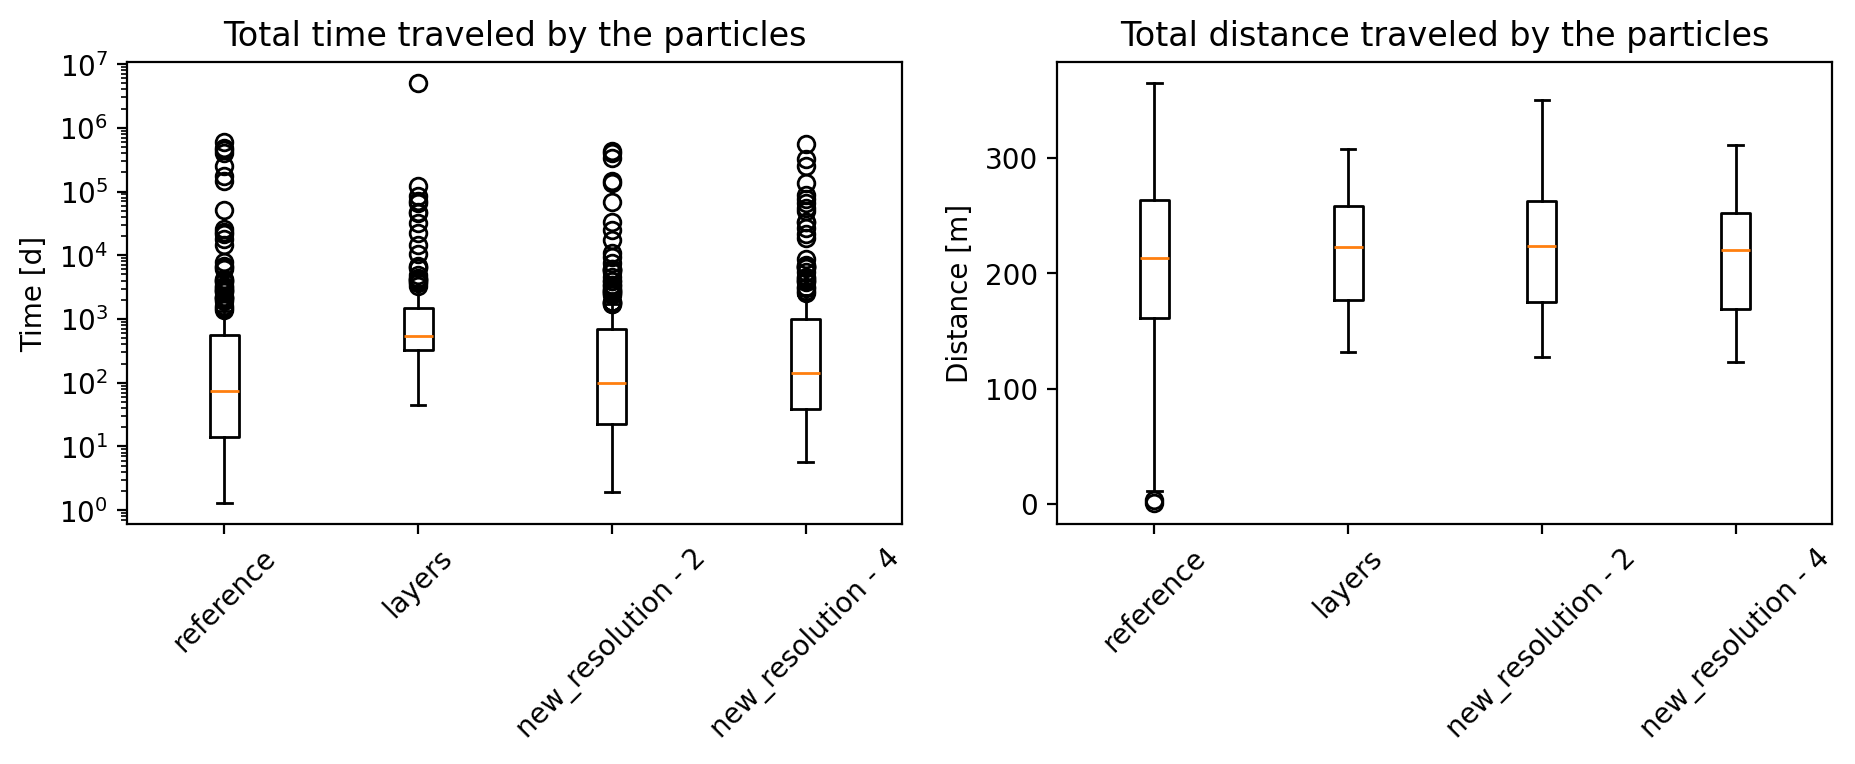 Total time traveled by the particles
Time [d]
10^7
10^6
10^5
10^4
10^3
10^2
10^1
10^0
reference
layers
new_resolution - 2
new_resolution - 4
Total distance traveled by the particles
Distance [m]
300
200
100
0
reference
layers
new_resolution - 2
new_resolution - 4